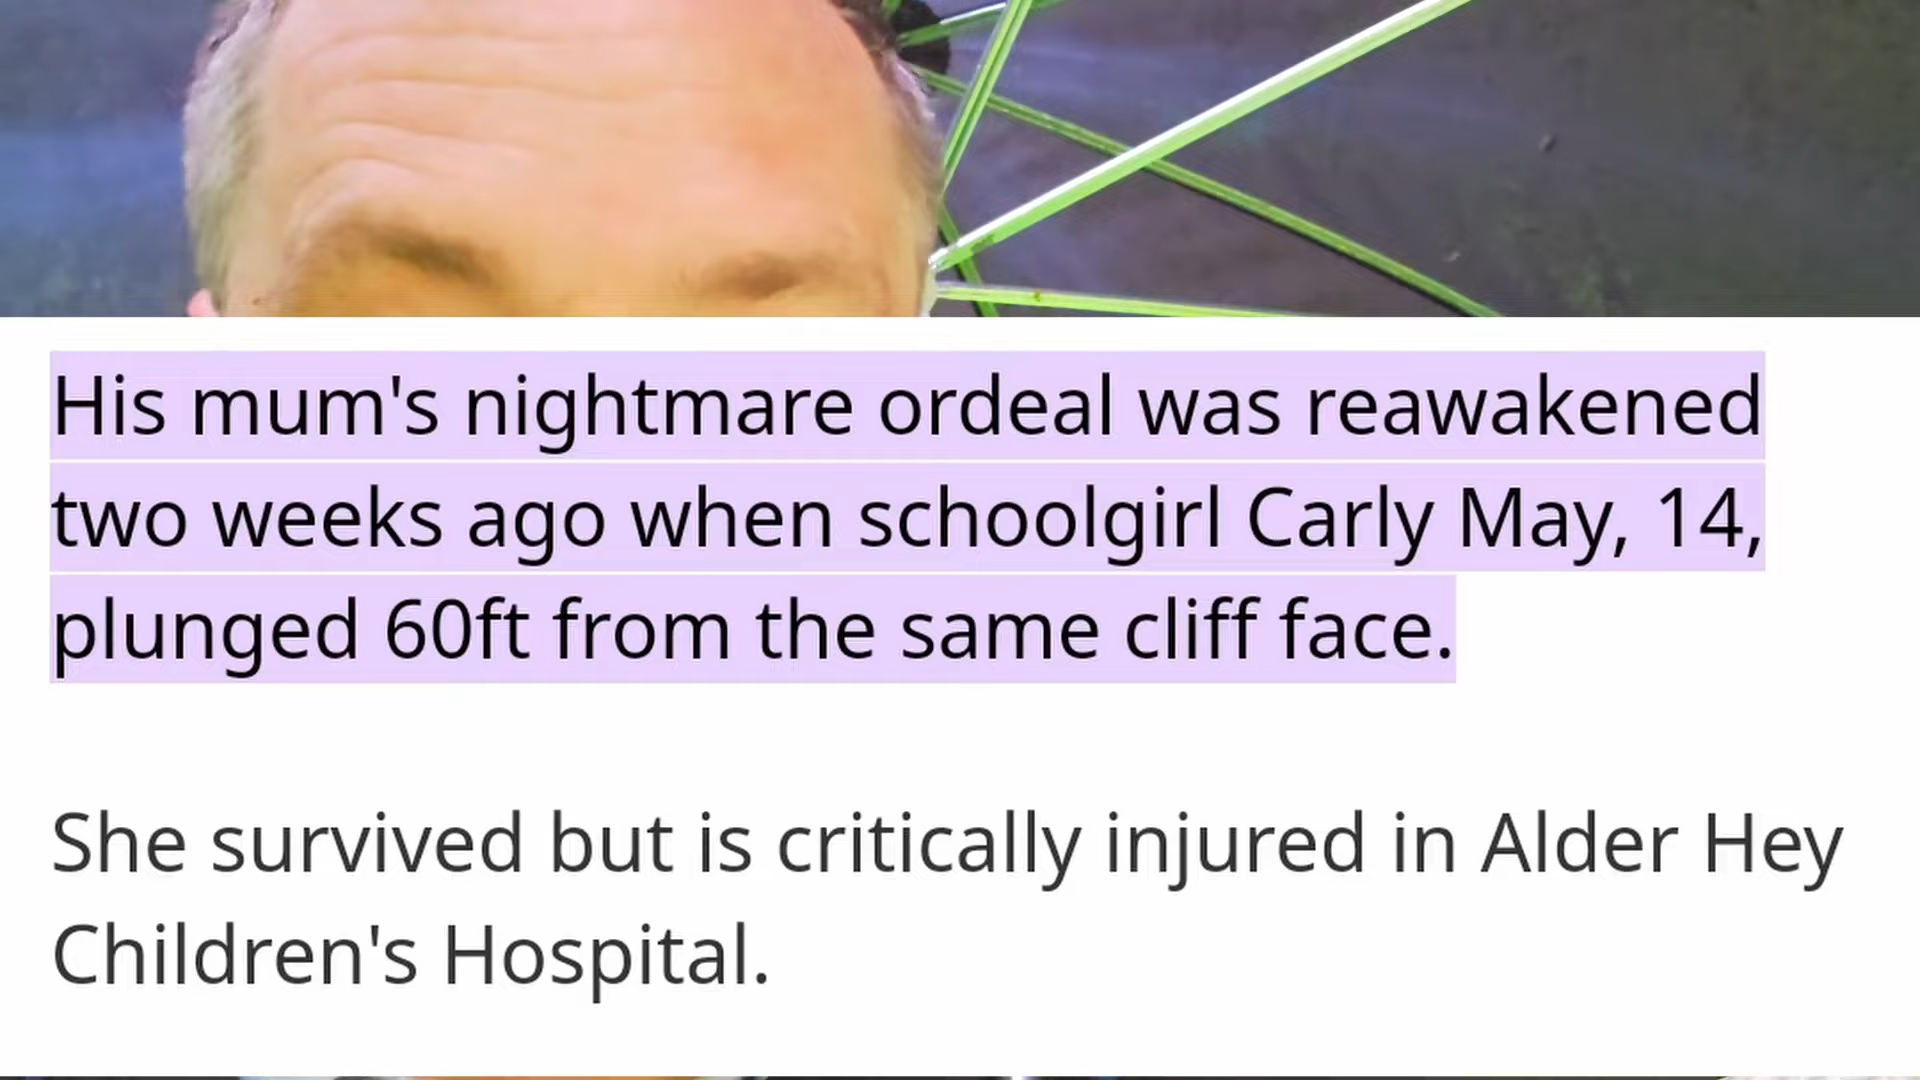 His mum's nightmare ordeal was reawakened
two weeks ago when schoolgirl Carly May, 14,
plunged 60ft from the same cliff face.
She survived but is critically injured in Alder Hey
Children's Hospital.